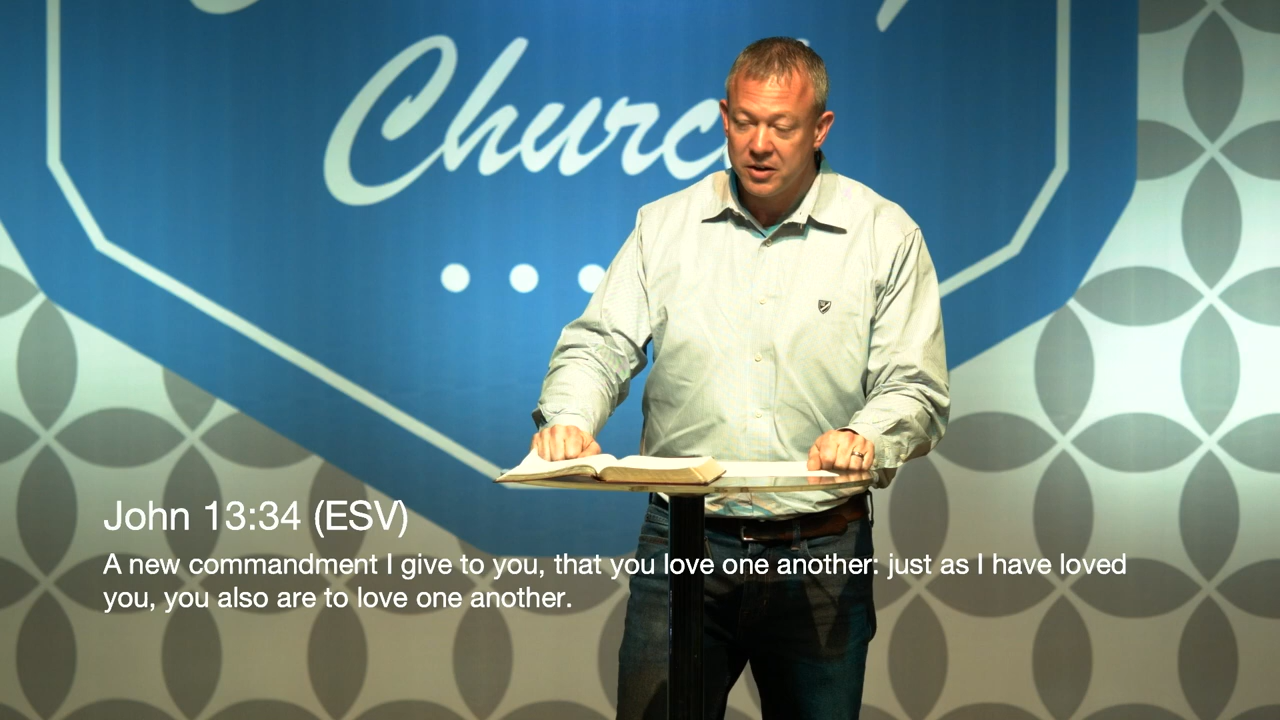 Church
John 13:34 (ESV)
A new commandment I give to you, that you love one another: just as I have loved
you, you also are to love one another.